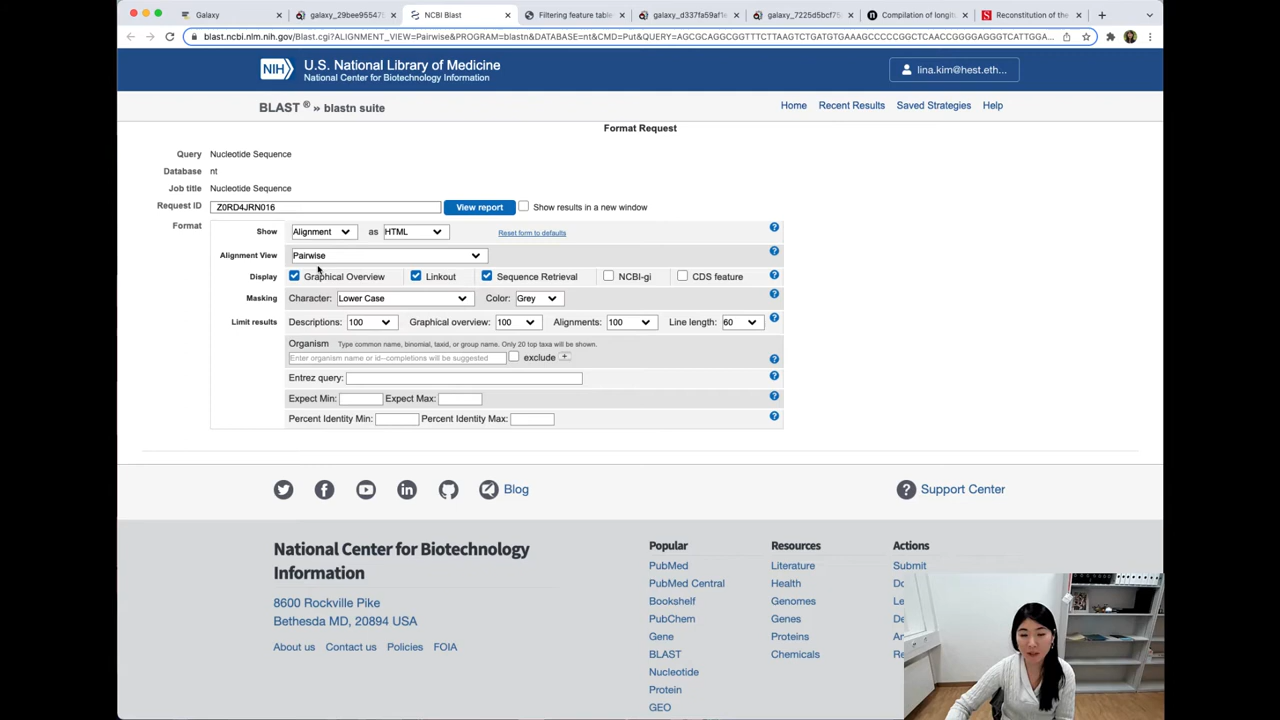 Galaxy
galaxy_29bee9554754
NCBI Blast
Filtering feature table
galaxy_d337fa59af1e
galaxy_7225d5bcf75
Compilation of longit
Reconstitution of the
blast.ncbi.nlm.nih.gov/Blast.cgi?ALIGNMENT_VIEW=Pairwise&PROGRAM=blastn&DATABASE=nt&CMD=Put&QUERY=AGCGCAGGCGGTTTCTTAAGTCTGATGTGAAAGCCCCCGGCTCAACCGGGGAGGGTCATTGGA...
NIH
U.S. National Library of Medicine
National Center for Biotechnology Information
lina.kim@hest.eth...
BLAST ® » blastn suite
Home
Recent Results
Saved Strategies
Help
Format Request
Query Nucleotide Sequence
Database nt
Job title Nucleotide Sequence
Request ID Z0RD4JRN016 View report Show results in a new window
Format
Show Alignment as HTML Reset form to defaults ?
Alignment View Pairwise ?
Display Graphical Overview Linkout Sequence Retrieval NCBI-gi CDS feature ?
Masking Character: Lower Case Color: Grey ?
Limit results Descriptions: 100 Graphical overview: 100 Alignments: 100 Line length: 60 ?
Organism Type common name, binomial, taxid, or group name. Only 20 top taxa will be shown.
Enter organism name or id--completions will be suggested exclude + ?
Entrez query: ?
Expect Min: Expect Max: ?
Percent Identity Min: Percent Identity Max: ?
Blog
? Support Center
National Center for Biotechnology
Information
8600 Rockville Pike
Bethesda MD, 20894 USA
About us
Contact us
Policies
FOIA
Popular
PubMed
PubMed Central
Bookshelf
PubChem
Gene
BLAST
Nucleotide
Protein
GEO
Resources
Literature
Health
Genomes
Genes
Proteins
Chemicals
Actions
Submit
Do
Le
De
An
Re